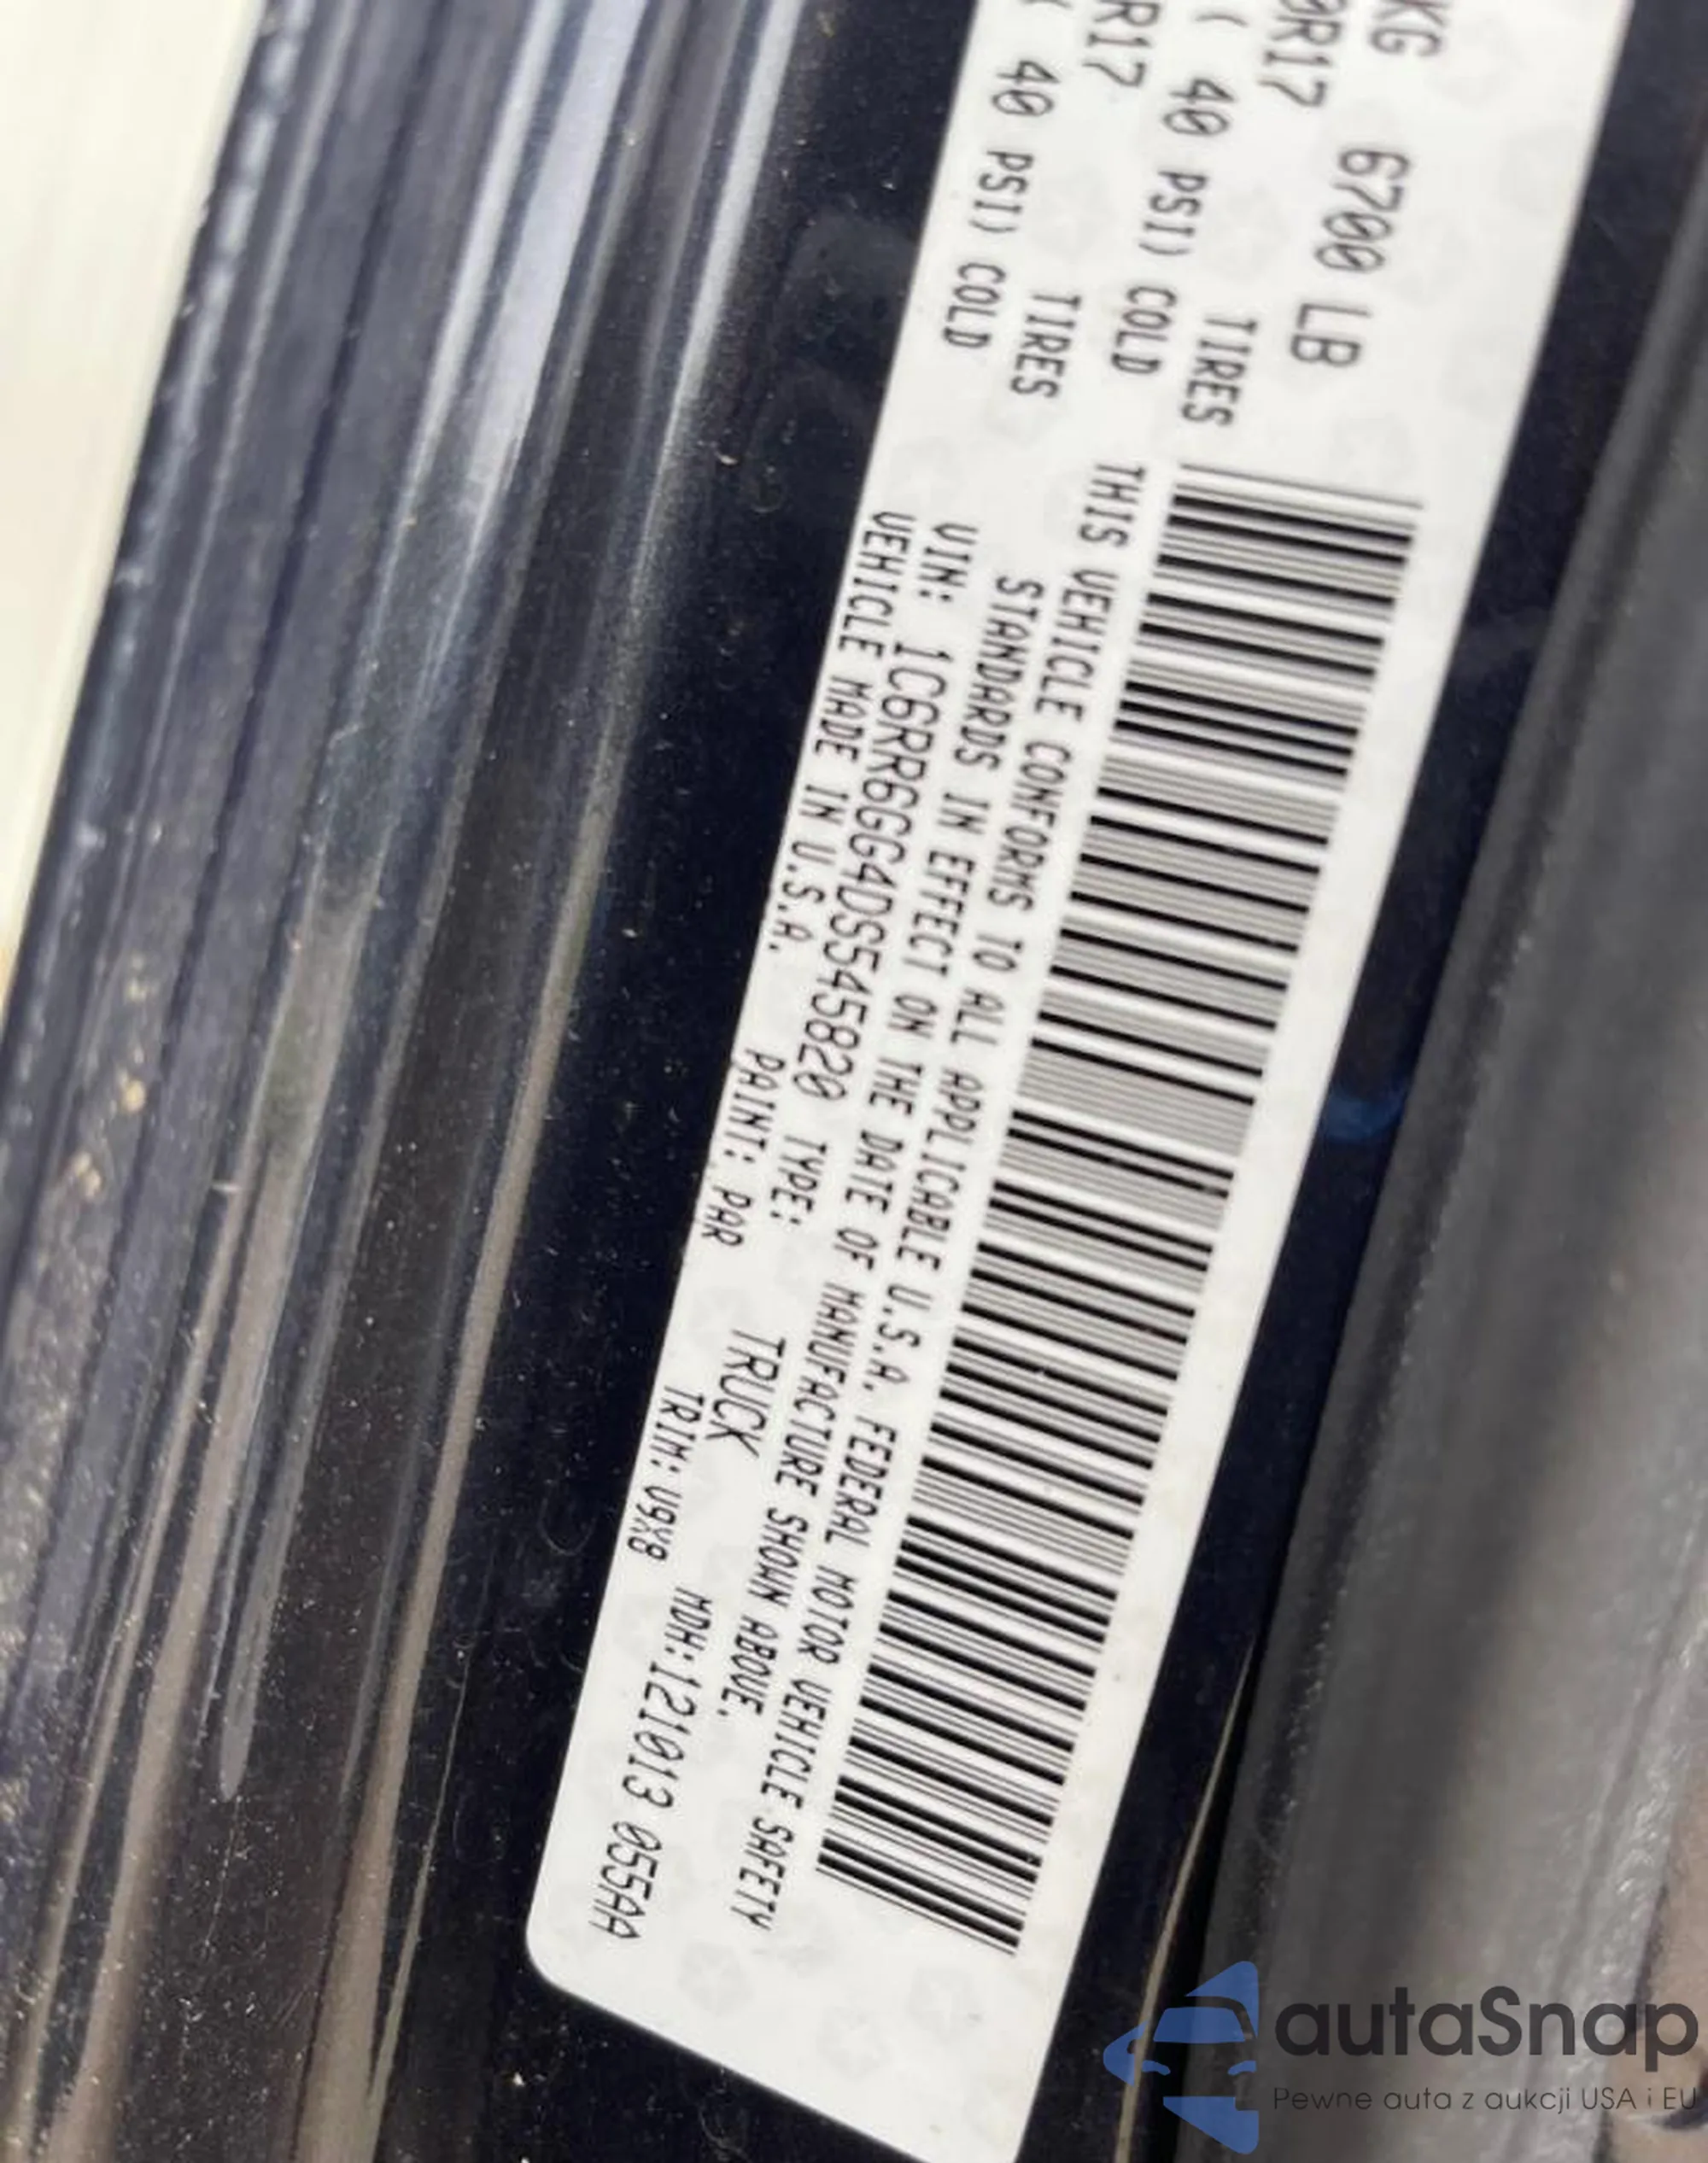 KG 6700 LB
0R17 TIRES
( 40 PSI) COLD
R17 TIRES
( 40 PSI) COLD
THIS VEHICLE CONFORMS TO ALL APPLICABLE U.S.A. FEDERAL MOTOR VEHICLE SAFETY
STANDARDS IN EFFECT ON THE DATE OF MANUFACTURE SHOWN ABOVE.
VIN: 1C6RR6GG4DS545820 TYPE: TRUCK MDH:121013 055AA
VEHICLE MADE IN U.S.A. PAINT: PAR TRIM: V9X8
autaSnap
Pewne auta z aukcji USA i EU